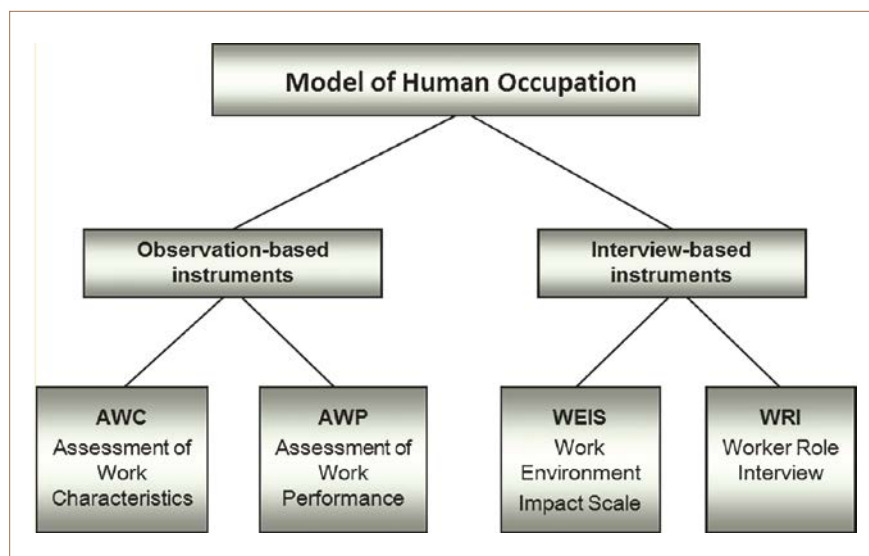 Model of Human Occupation
Observation-based
instruments
Interview-based
instruments
AWC
Assessment of
Work
Characteristics
AWP
Assessment of
Work
Performance
WEIS
Work
Environment
Impact Scale
WRI
Worker Role
Interview